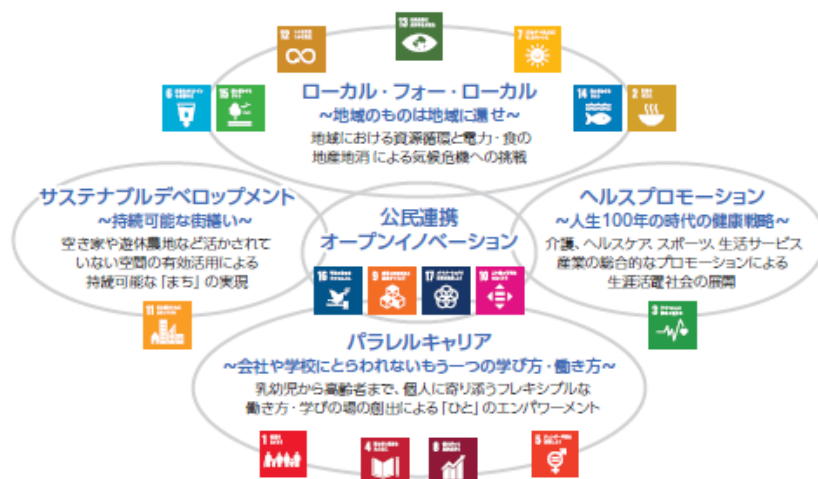 12
13
7
6
15
14
2
ローカル・フォー・ローカル
~地域のものは地域に還せ~
地域における資源循環と電力・食の
地産地消による気候危機への挑戦
サステナブルデベロップメント
~持続可能な街繕い~
空き家や遊休農地など活かされて
いない空間の有効活用による
持続可能な「まち」の実現
11
公民連携
オープンイノベーション
16
9
17
10
ヘルスプロモーション
~人生100年の時代の健康戦略~
介護、ヘルスケア、スポーツ、生活サービス
産業の総合的なプロモーションによる
生涯活躍社会の展開
3
パラレルキャリア
~会社や学校にとらわれないもう一つの学び方・働き方~
乳幼児から高齢者まで、個人に寄り添うフレキシブルな
働き方・学びの場の創出による「ひと」のエンパワーメント
1
4
8
5